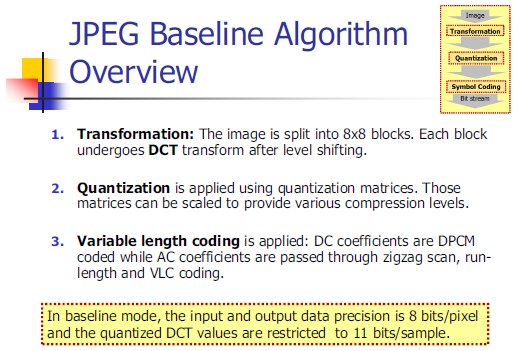 JPEG Baseline Algorithm
Overview
Image
Transformation
Quantization
Symbol Coding
Bit stream
1. Transformation: The image is split into 8x8 blocks. Each block
undergoes DCT transform after level shifting.
2. Quantization is applied using quantization matrices. Those
matrices can be scaled to provide various compression levels.
3. Variable length coding is applied: DC coefficients are DPCM
coded while AC coefficients are passed through zigzag scan, run-
length and VLC coding.
In baseline mode, the input and output data precision is 8 bits/pixel
and the quantized DCT values are restricted to 11 bits/sample.